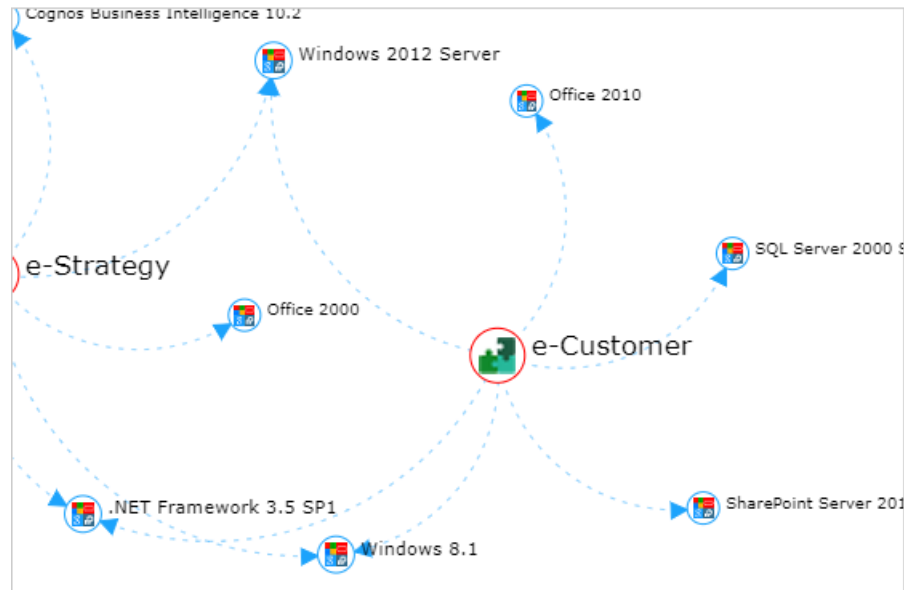 Cognos Business Intelligence 10.2
Windows 2012 Server
Office 2010
SQL Server 2000
e-Strategy
Office 2000
e-Customer
.NET Framework 3.5 SP1
SharePoint Server
Windows 8.1